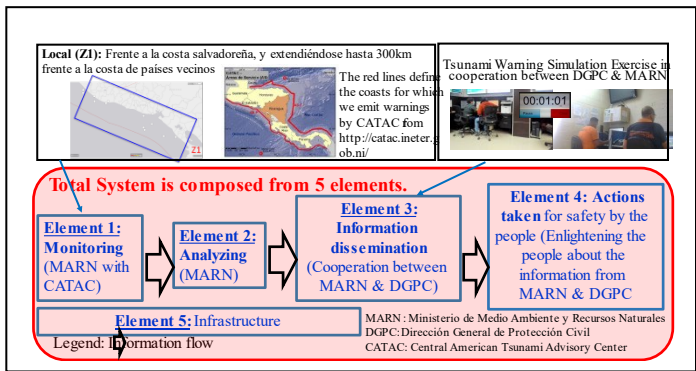 Local (Z1): Frente a la costa salvadoreña, y extendiéndose hasta 300km
frente a la costa de países vecinos
Z1
The red lines define
the coasts for which
we emit warnings
by CATAC fom
http://catac.ineter.g
ob.ni/
Tsunami Warning Simulation Exercise in
cooperation between DGPC & MARN
00:01:01
Total System is composed from 5 elements.
Element 1:
Monitoring
(MARN with
CATAC)
Element 2:
Analyzing
(MARN)
Element 3:
Information
dissemination
(Cooperation between
MARN & DGPC)
Element 4: Actions
taken for safety by the
people (Enlightening the
people about the
information from
MARN & DGPC
Element 5: Infrastructure
Legend: Information flow
MARN: Ministerio de Medio Ambiente y Recursos Naturales
DGPC: Dirección General de Protección Civil
CATAC: Central American Tsunami Advisory Center